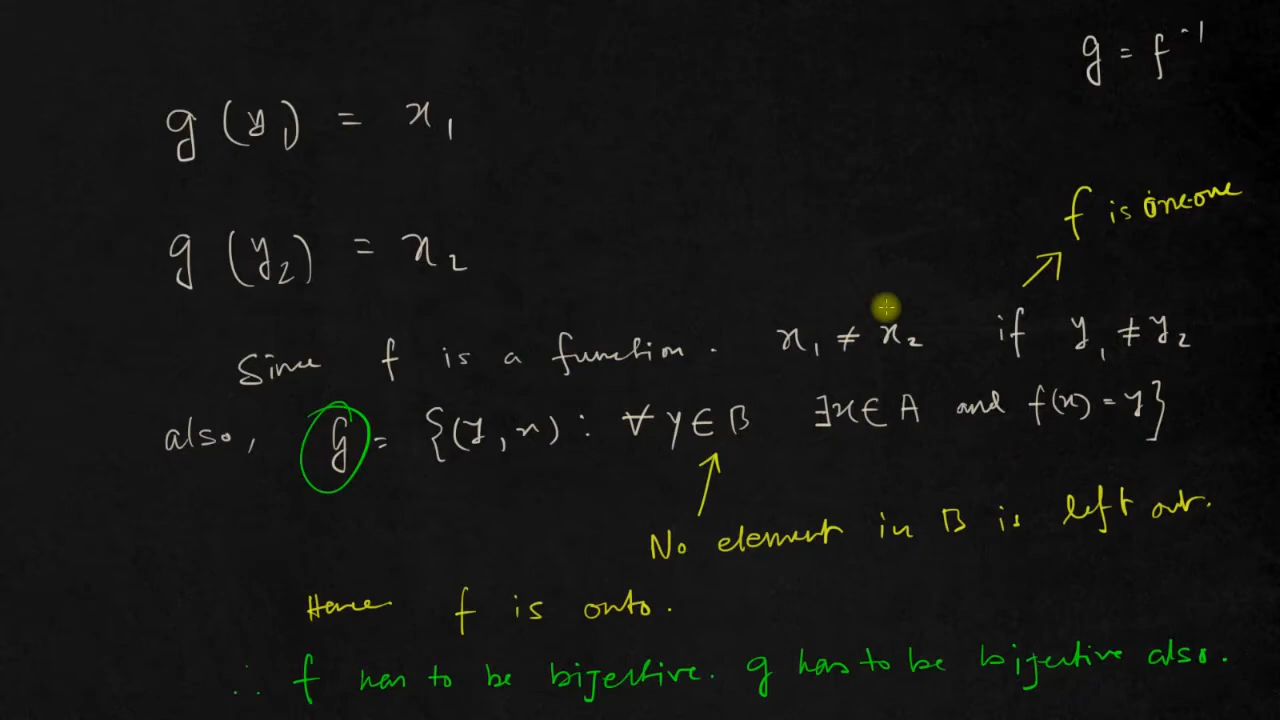 g = f⁻¹
g (y₁) = x₁
f is one-one
g (y₂) = x₂
Since f is a function. x₁ ≠ x₂ if y₁ ≠ y₂
also, g = {(y, x) : ∀ y ∈ B ∃x ∈ A and f(x) = y}
No element in B is left out.
Hence f is onto.
∴ f has to be bijective. g has to be bijective also.